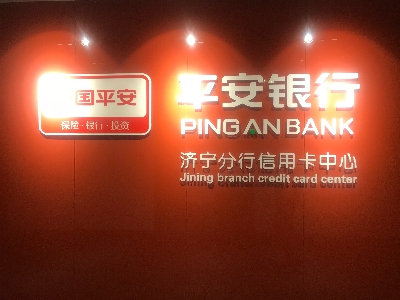 中国平安
保险·银行·投资
平安银行
PING AN BANK
济宁分行信用卡中心
Jining branch credit card center